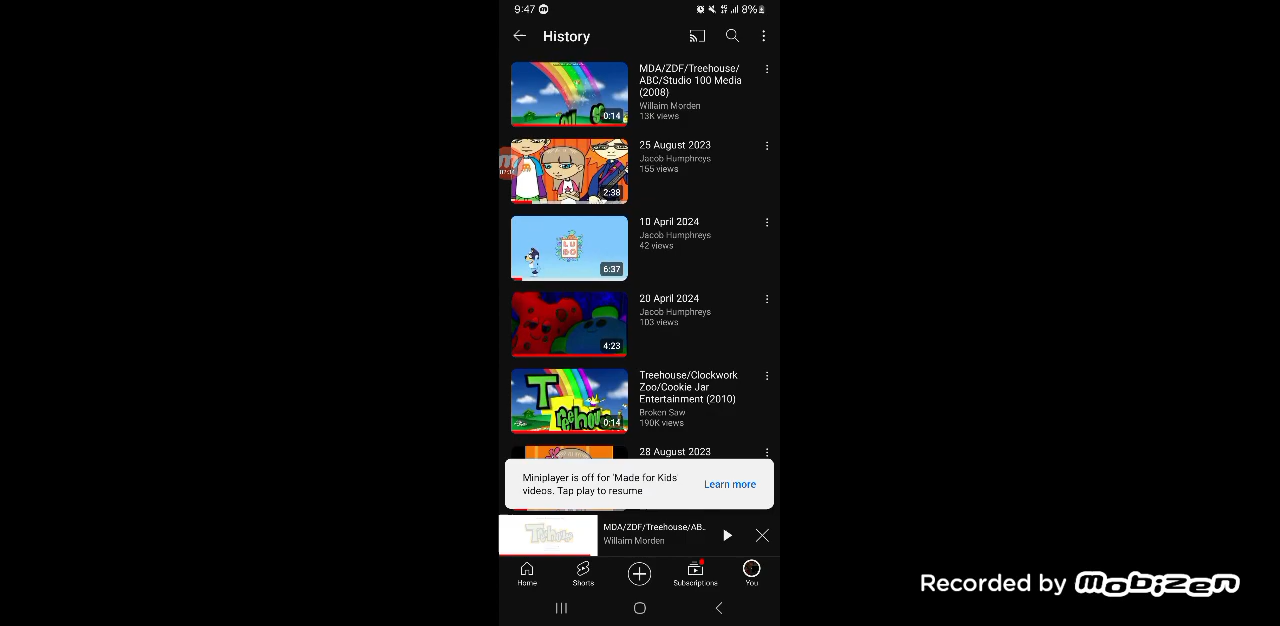 9:47
8%
History
MDA/ZDF/Treehouse/
ABC/Studio 100 Media
(2008)
Willaim Morden
13K views
0:14
25 August 2023
Jacob Humphreys
155 views
2:38
10 April 2024
Jacob Humphreys
42 views
LU
BO
6:37
20 April 2024
Jacob Humphreys
103 views
4:23
Treehouse/Clockwork
Zoo/Cookie Jar
Entertainment (2010)
Broken Saw
190K views
T
0:14
28 August 2023
Miniplayer is off for 'Made for Kids'
videos. Tap play to resume
Learn more
MDA/ZDF/Treehouse/AB..
Willaim Morden
Home
Shorts
Subscriptions
You
Recorded by mobizen